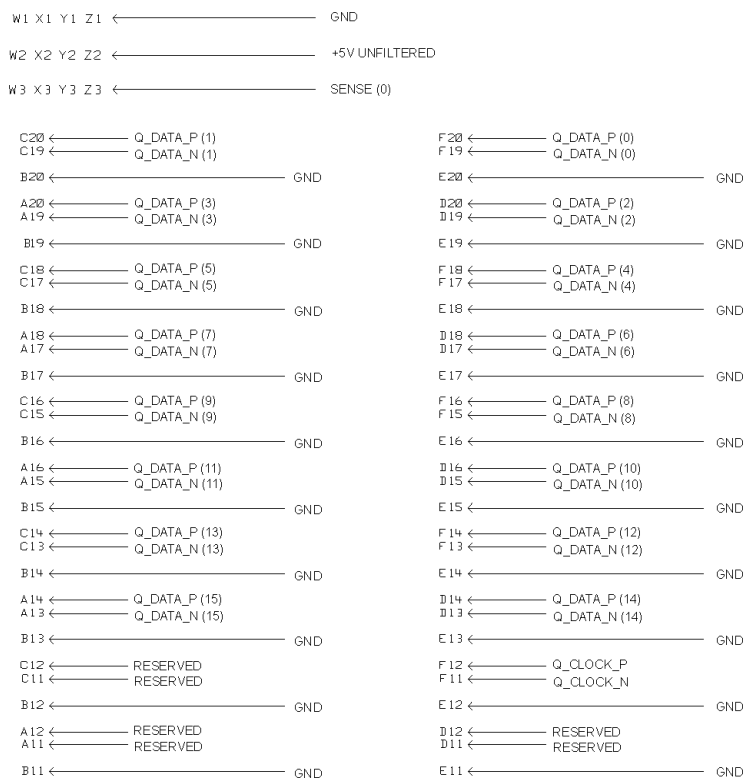 W1 X1 Y1 Z1 GND
W2 X2 Y2 Z2 +5V UNFILTERED
W3 X3 Y3 Z3 SENSE (0)
C20 Q_DATA_P (1) F20 Q_DATA_P (0)
C19 Q_DATA_N (1) F19 Q_DATA_N (0)
B20 GND E20 GND
A20 Q_DATA_P (3) D20 Q_DATA_P (2)
A19 Q_DATA_N (3) D19 Q_DATA_N (2)
B19 GND E19 GND
C18 Q_DATA_P (5) F18 Q_DATA_P (4)
C17 Q_DATA_N (5) F17 Q_DATA_N (4)
B18 GND E18 GND
A18 Q_DATA_P (7) D18 Q_DATA_P (6)
A17 Q_DATA_N (7) D17 Q_DATA_N (6)
B17 GND E17 GND
C16 Q_DATA_P (9) F16 Q_DATA_P (8)
C15 Q_DATA_N (9) F15 Q_DATA_N (8)
B16 GND E16 GND
A16 Q_DATA_P (11) D16 Q_DATA_P (10)
A15 Q_DATA_N (11) D15 Q_DATA_N (10)
B15 GND E15 GND
C14 Q_DATA_P (13) F14 Q_DATA_P (12)
C13 Q_DATA_N (13) F13 Q_DATA_N (12)
B14 GND E14 GND
A14 Q_DATA_P (15) D14 Q_DATA_P (14)
A13 Q_DATA_N (15) D13 Q_DATA_N (14)
B13 GND E13 GND
C12 RESERVED F12 Q_CLOCK_P
C11 RESERVED F11 Q_CLOCK_N
B12 GND E12 GND
A12 RESERVED D12 RESERVED
A11 RESERVED D11 RESERVED
B11 GND E11 GND